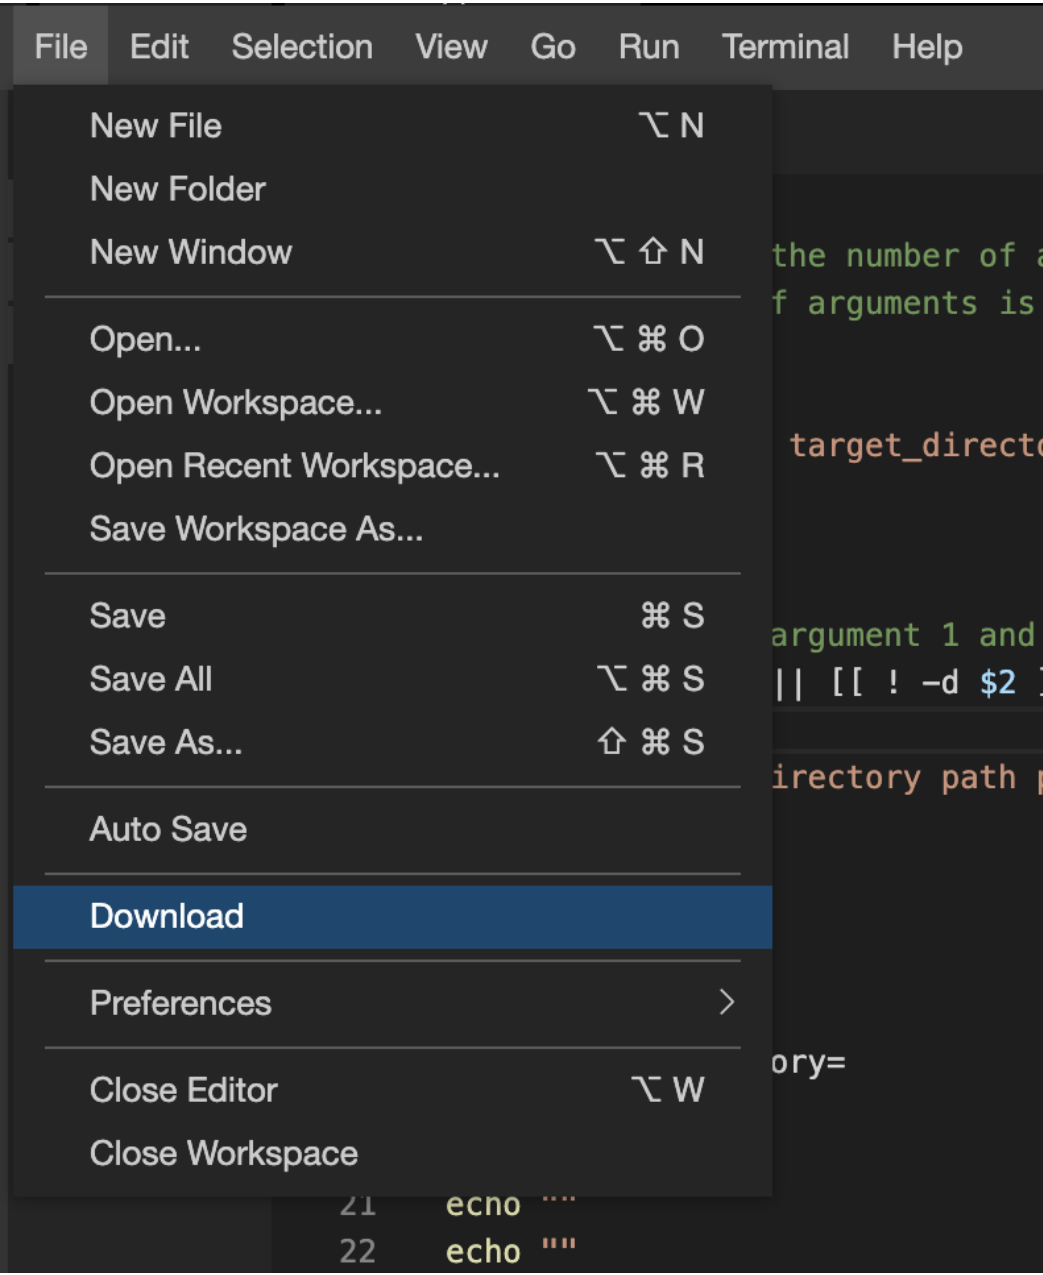 File Edit Selection View Go Run Terminal Help
New File ⌥ N
New Folder
New Window ⌥ ⇧ N
the number of
f arguments is
Open... ⌥ ⌘ O
Open Workspace... ⌥ ⌘ W
target_directo
Open Recent Workspace... ⌥ ⌘ R
Save Workspace As...
Save ⌘ S
argument 1 and
Save All ⌥ ⌘ S
|| [[ ! -d $2 ]
Save As... ⇧ ⌘ S
irectory path p
Auto Save
Download
Preferences >
ory=
Close Editor ⌥ W
Close Workspace
21 echo ""
22 echo ""